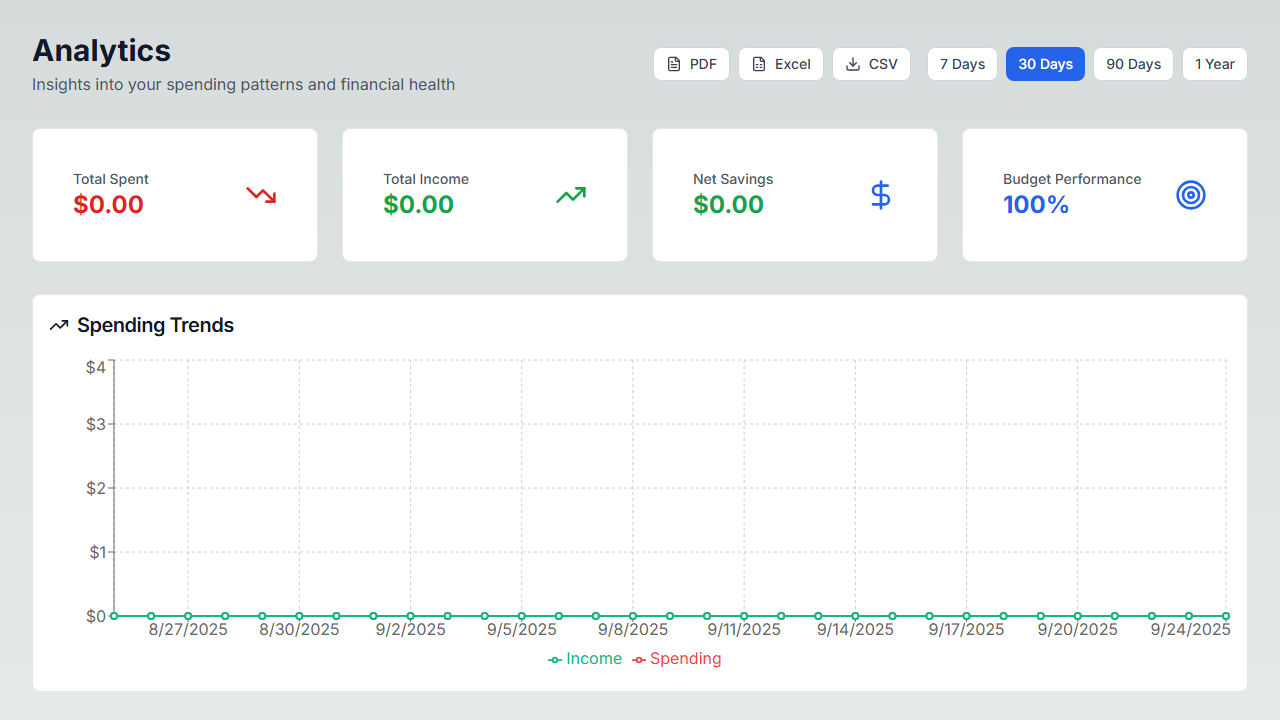 Analytics
Insights into your spending patterns and financial health
PDF
Excel
CSV
7 Days
30 Days
90 Days
1 Year
Total Spent
$0.00
Total Income
$0.00
Net Savings
$0.00
Budget Performance
100%
Spending Trends
$4
$3
$2
$1
$0
8/27/2025 8/30/2025 9/2/2025 9/5/2025 9/8/2025 9/11/2025 9/14/2025 9/17/2025 9/20/2025 9/24/2025
Income Spending